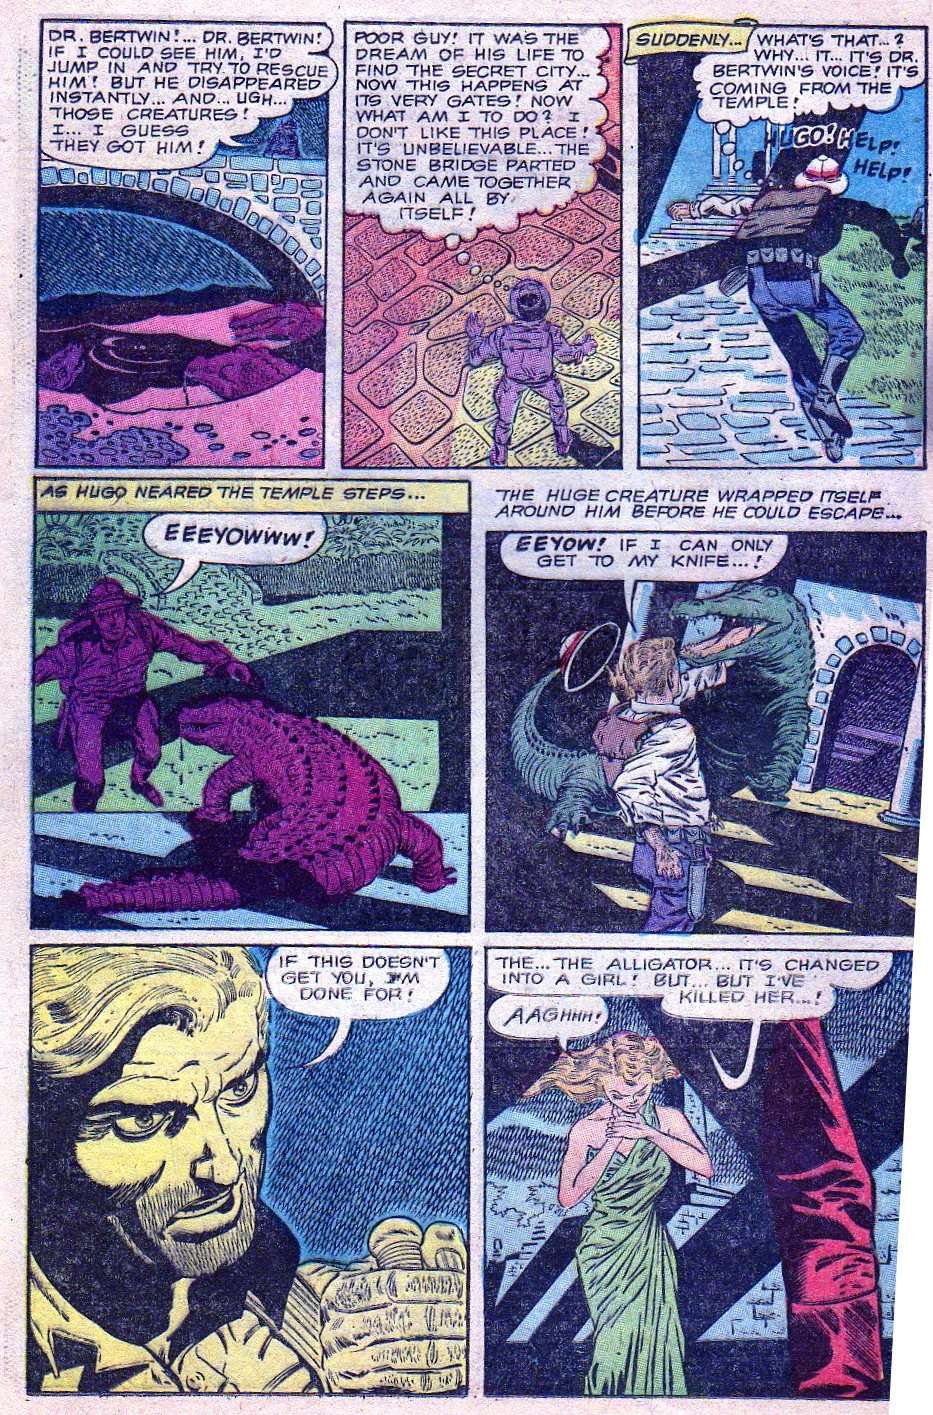 DR. BERTWIN!... DR. BERTWIN!
IF I COULD SEE HIM, I'D
JUMP IN AND TRY TO RESCUE
HIM! BUT HE DISAPPEARED
INSTANTLY... AND... UGH...
THOSE CREATURES!
I... I GUESS
THEY GOT HIM!
POOR GUY! IT WAS THE
DREAM OF HIS LIFE TO
FIND THE SECRET CITY...
NOW THIS HAPPENS AT
ITS VERY GATES! NOW
WHAT AM I TO DO? I
DON'T LIKE THIS PLACE!
IT'S UNBELIEVABLE... THE
STONE BRIDGE PARTED
AND CAME TOGETHER
AGAIN ALL BY
ITSELF!
SUDDENLY...
WHAT'S THAT...?
WHY... IT... IT'S DR.
BERTWIN'S VOICE! IT'S
COMING FROM THE
TEMPLE!
HUGO! HELP!
HELP!
AS HUGO NEARED THE TEMPLE STEPS...
EEEYOWWW!
THE HUGE CREATURE WRAPPED ITSELF
AROUND HIM BEFORE HE COULD ESCAPE...
EEYOW! IF I CAN ONLY
GET TO MY KNIFE...!
IF THIS DOESN'T
GET YOU, I'M
DONE FOR!
THE... THE ALLIGATOR... IT'S CHANGED
INTO A GIRL! BUT... BUT I'VE
KILLED HER...!
AAGHHH!